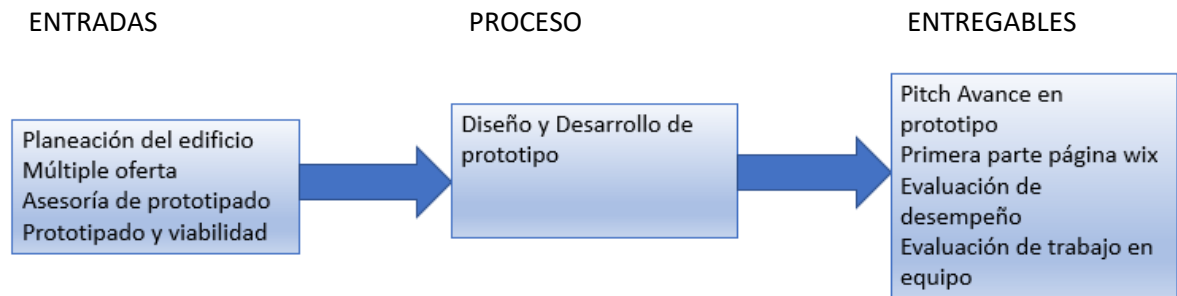 ENTRADAS
PROCESO
ENTREGABLES
Planeación del edificio
Múltiple oferta
Asesoría de prototipado
Prototipado y viabilidad
Diseño y Desarrollo de
prototipo
Pitch Avance en
prototipo
Primera parte página wix
Evaluación de
desempeño
Evaluación de trabajo en
equipo